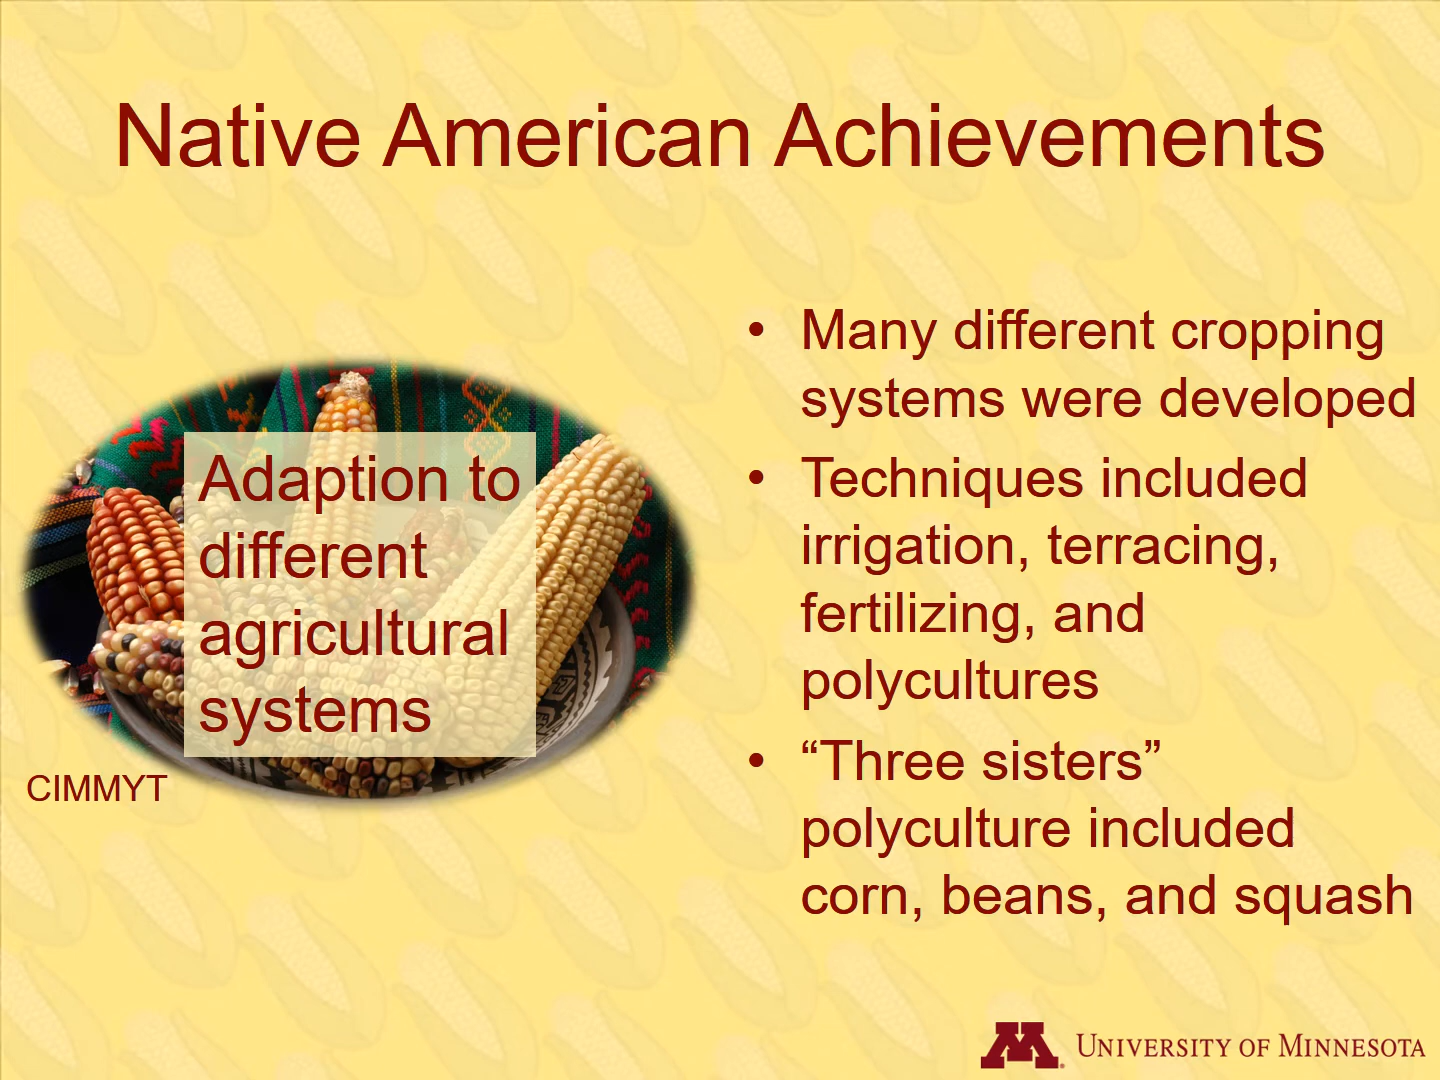 Native American Achievements
Adaption to
different
agricultural
systems
CIMMYT
• Many different cropping
systems were developed
• Techniques included
irrigation, terracing,
fertilizing, and
polycultures
• “Three sisters”
polyculture included
corn, beans, and squash
M
UNIVERSITY OF MINNESOTA